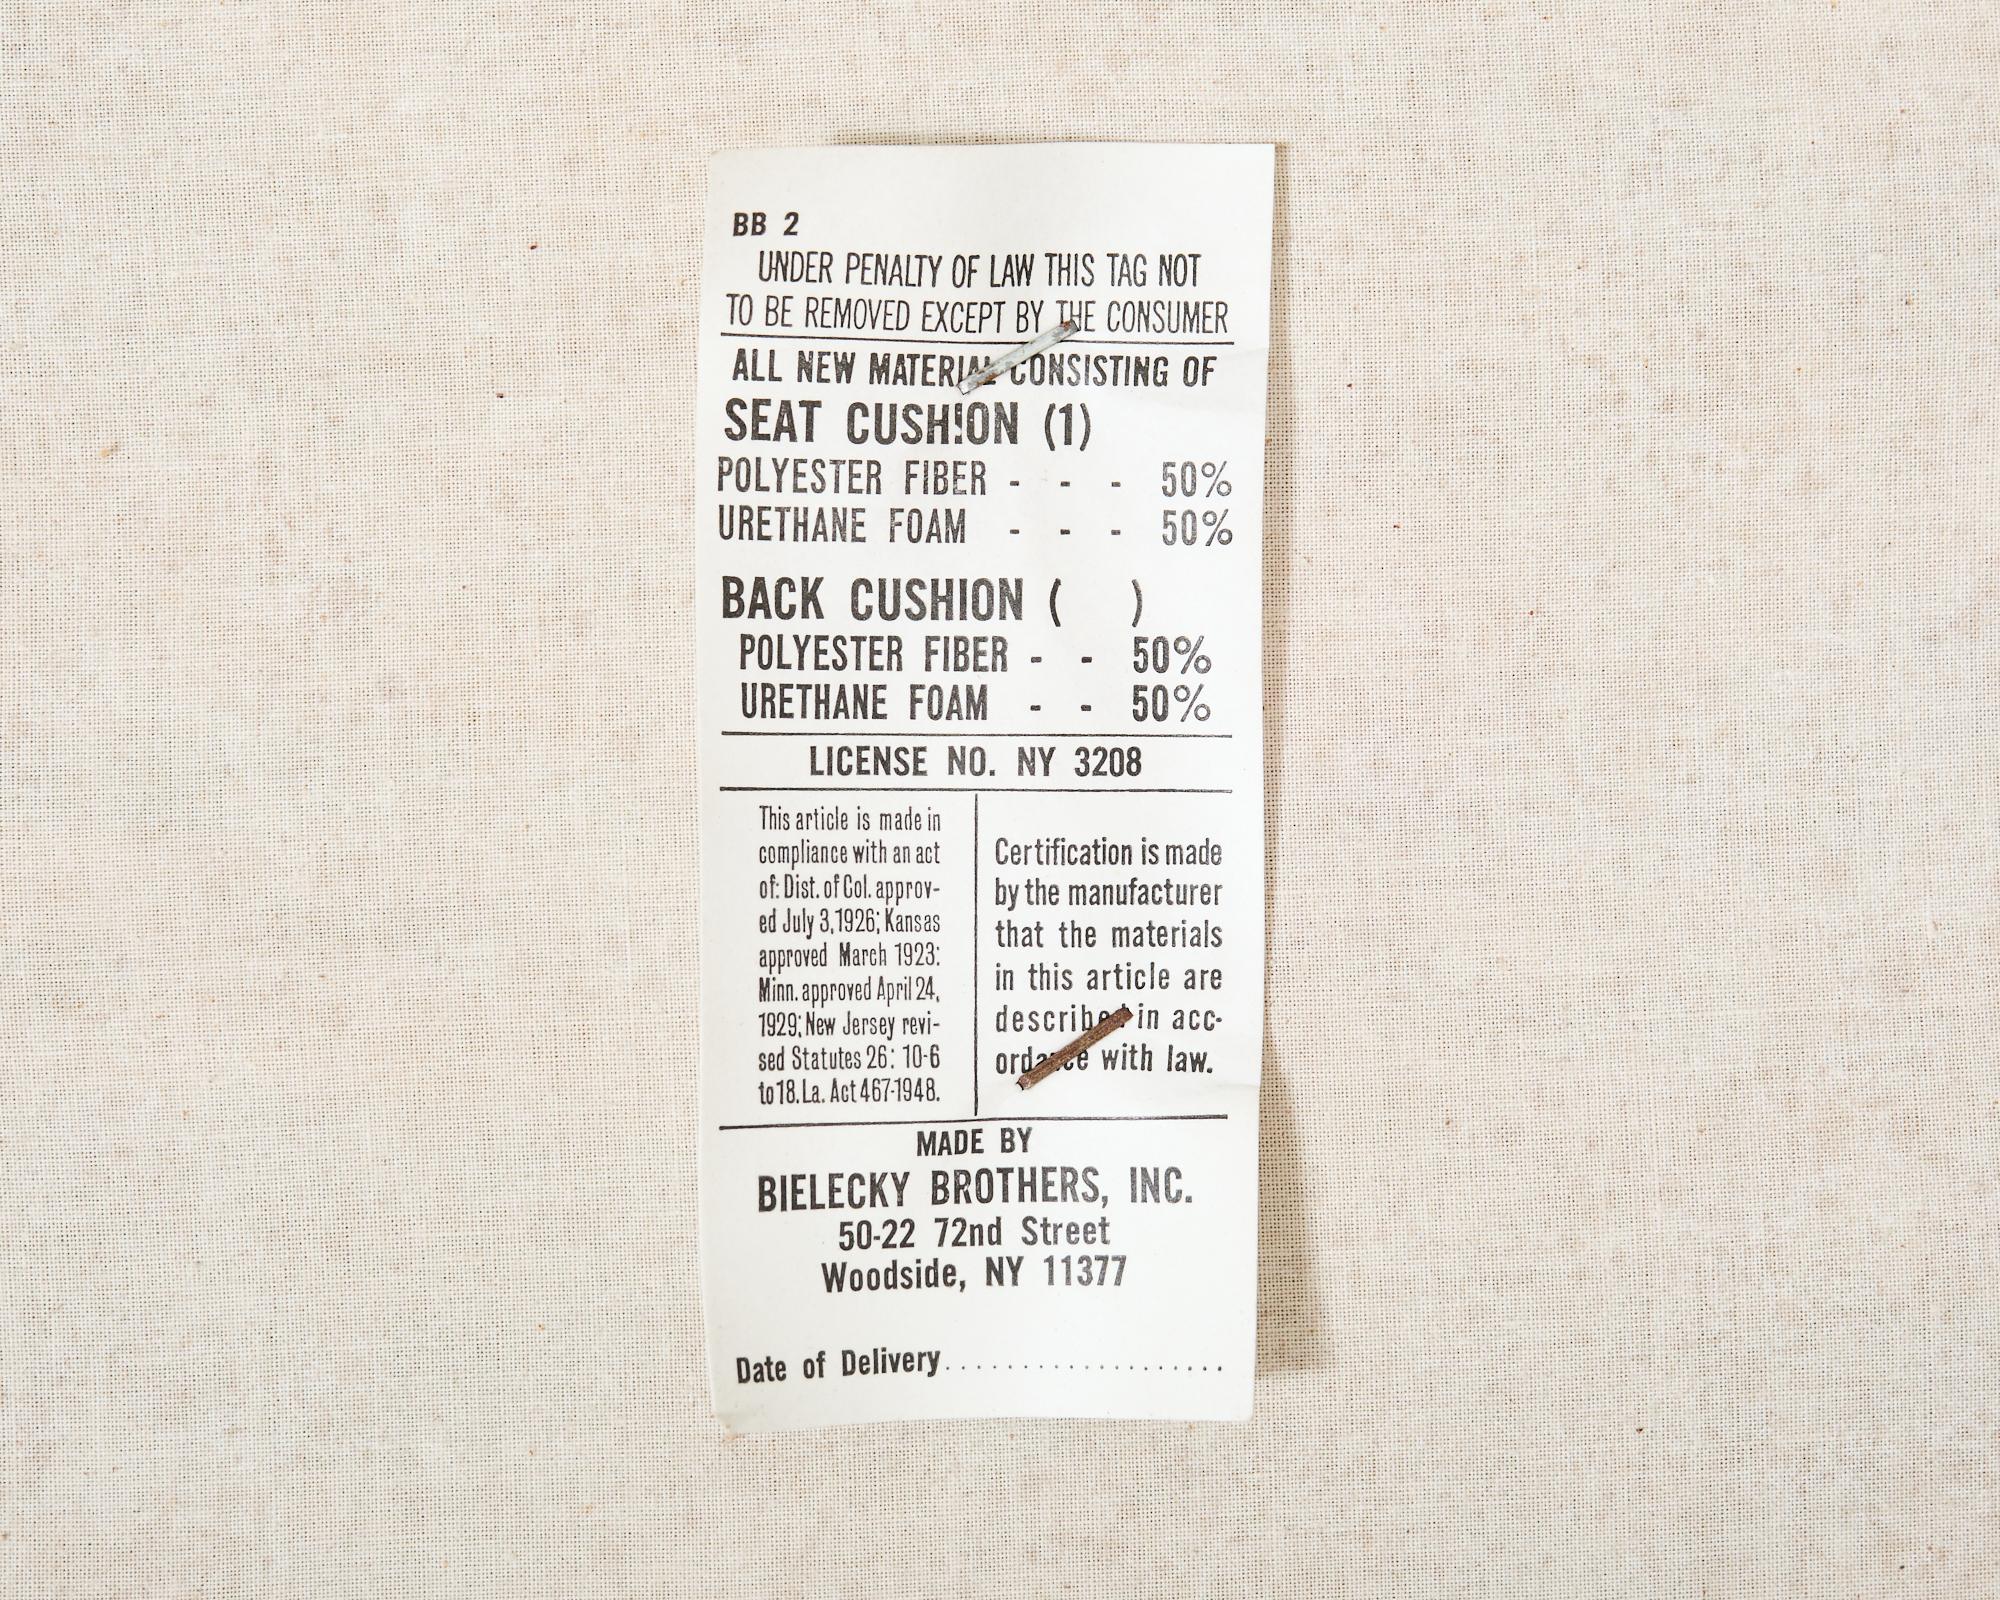 BB 2
UNDER PENALTY OF LAW THIS TAG NOT
TO BE REMOVED EXCEPT BY THE CONSUMER
ALL NEW MATERIAL CONSISTING OF
SEAT CUSHION (1)
POLYESTER FIBER - - - 50%
URETHANE FOAM - - - 50%
BACK CUSHION ( )
POLYESTER FIBER - - 50%
URETHANE FOAM - - 50%
LICENSE NO. NY 3208
This article is made in
compliance with an act
of: Dist. of Col. approv-
ed July 3, 1926; Kansas
approved March 1923:
Minn. approved April 24,
1929; New Jersey revi-
sed Statutes 26: 10-6
to 18. La. Act 467-1948.
Certification is made
by the manufacturer
that the materials
in this article are
described in acc-
ordance with law.
MADE BY
BIELECKY BROTHERS, INC.
50-22 72nd Street
Woodside, NY 11377
Date of Delivery...................